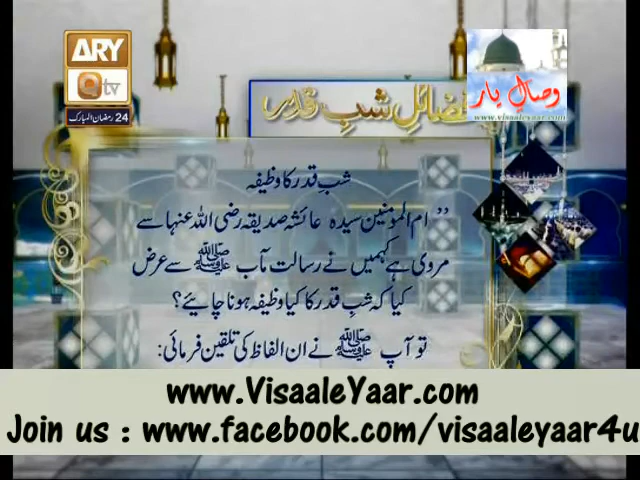 ARY
Qtv
24 رمضان المبارک
وصالِ یار
www.visaaleyaar.com
فضائلِ شبِ قدر
شبِ قدر کا وظیفہ
”ام المومنین سیدہ عائشہ صدیقہ رضی اللہ عنہا سے
مروی ہے کہ میں نے رسالت مآب ﷺ سے عرض
کیا کہ شبِ قدر کا کیا وظیفہ ہونا چاہیئے؟
تو آپ ﷺ نے ان الفاظ کی تلقین فرمائی:
www.VisaaleYaar.com
Join us : www.facebook.com/visaaleyaar4u